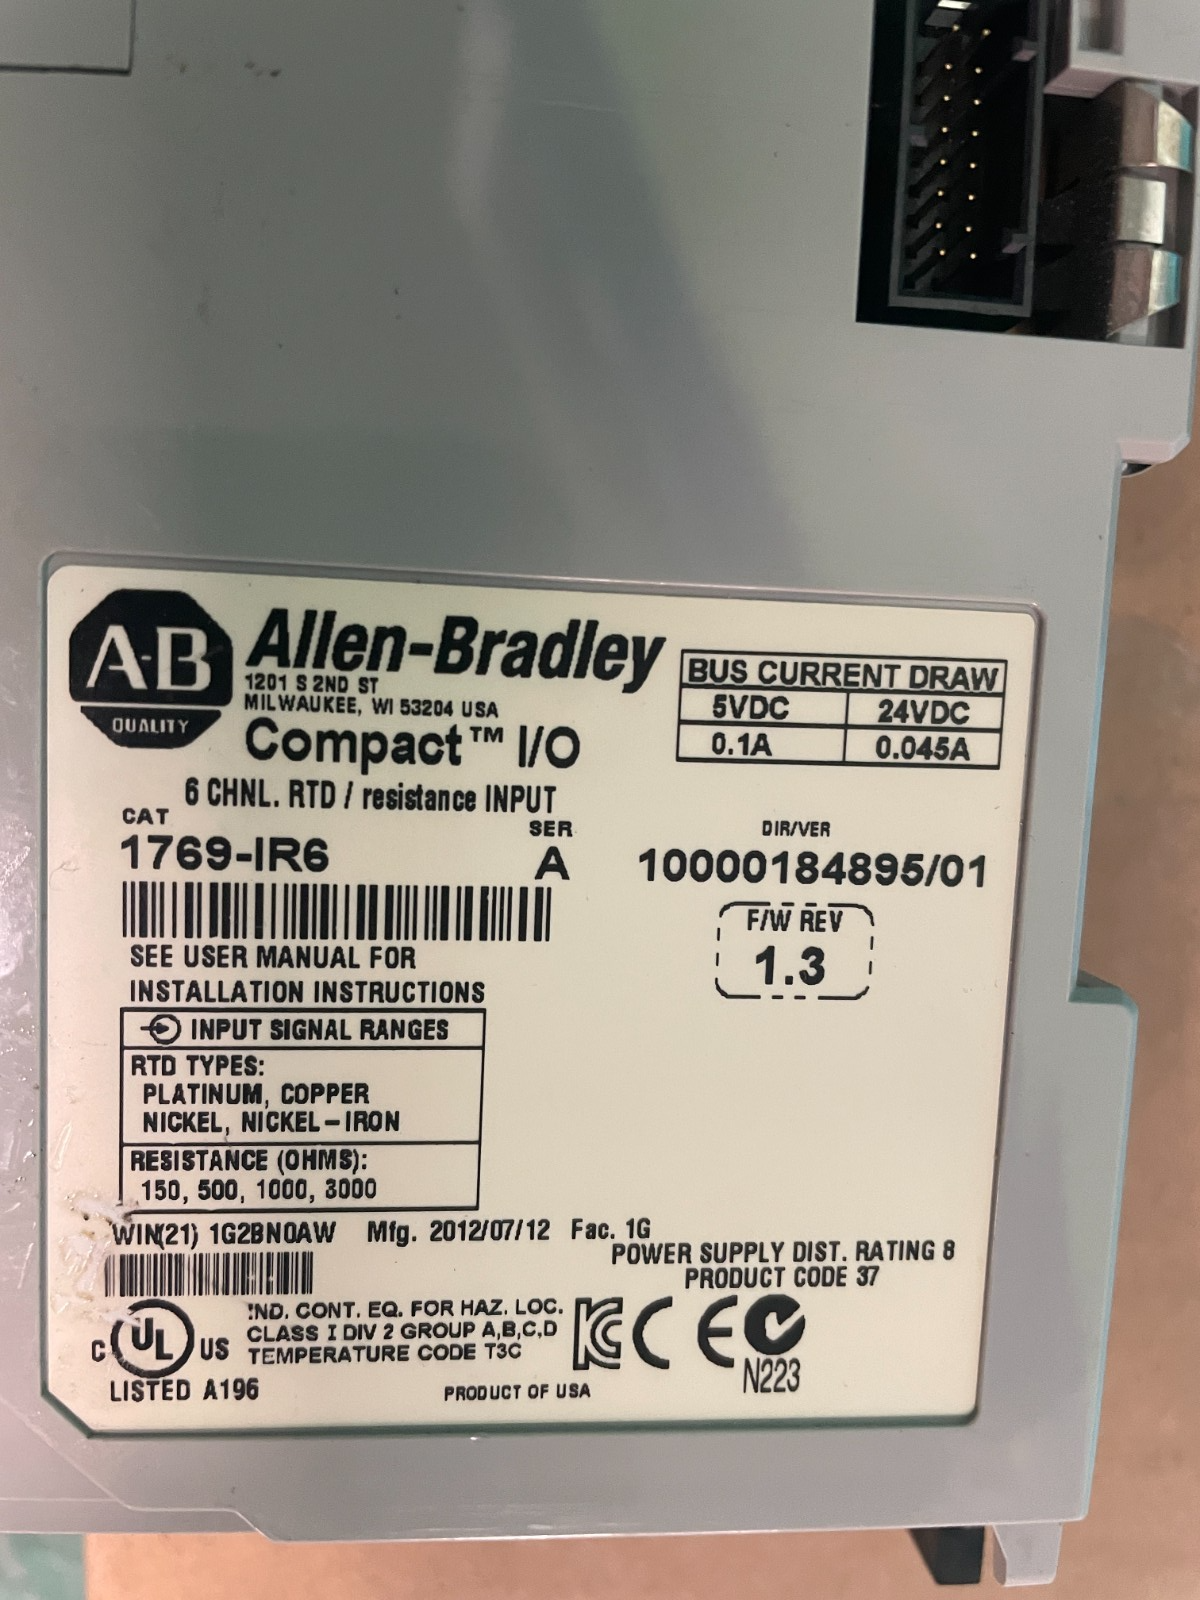 A-B
QUALITY
Allen-Bradley
1201 S 2ND ST
MILWAUKEE, WI 53204 USA
Compact™ I/O
6 CHNL. RTD / resistance INPUT
BUS CURRENT DRAW
5VDC 24VDC
0.1A 0.045A
CAT SER DIR/VER
1769-IR6 A 10000184895/01
F/W REV
1.3
SEE USER MANUAL FOR
INSTALLATION INSTRUCTIONS
INPUT SIGNAL RANGES
RTD TYPES:
PLATINUM, COPPER
NICKEL, NICKEL-IRON
RESISTANCE (OHMS):
150, 500, 1000, 3000
WIN(21) 1G2BN0AW Mfg. 2012/07/12 Fac. 1G
POWER SUPPLY DIST. RATING 8
PRODUCT CODE 37
C UL US
LISTED A196
IND. CONT. EQ. FOR HAZ. LOC.
CLASS I DIV 2 GROUP A,B,C,D
TEMPERATURE CODE T3C
KC CE
N223
PRODUCT OF USA